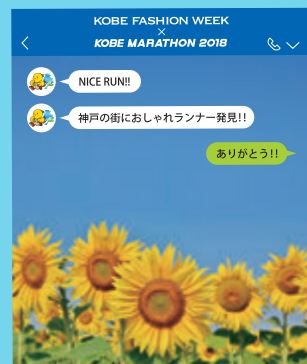 KOBE FASHION WEEK
×
KOBE MARATHON 2018
NICE RUN!!
神戸の街におしゃれランナー発見!!
ありがとう!!